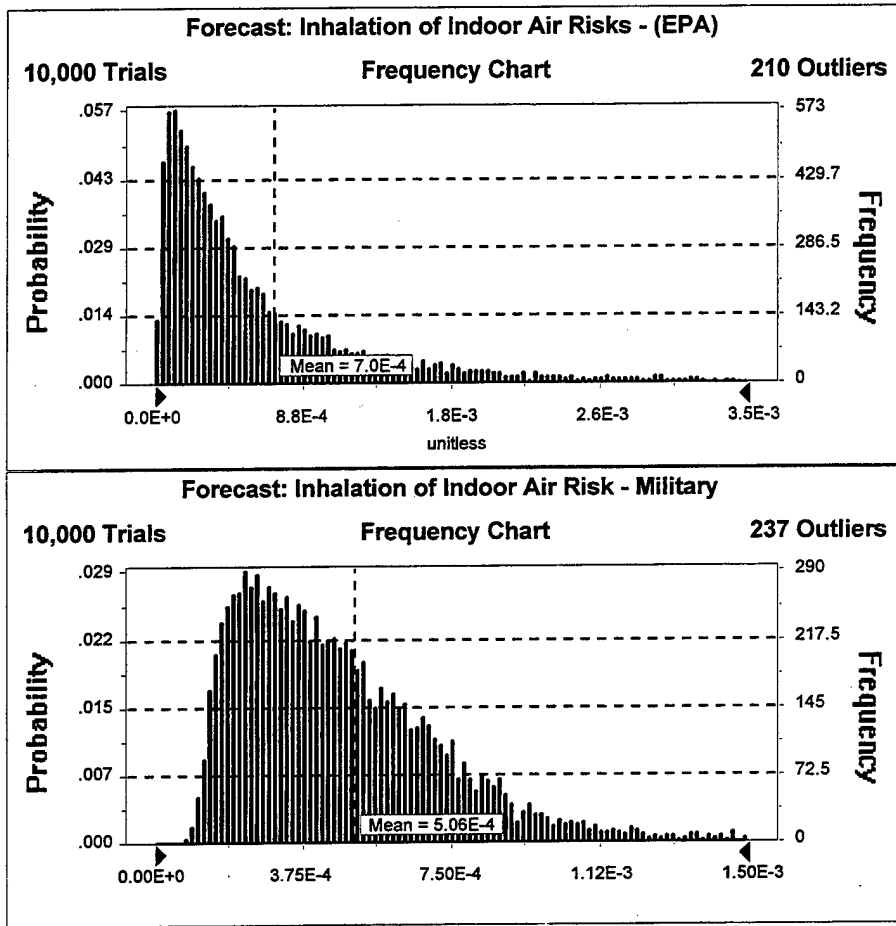 Forecast: Inhalation of Indoor Air Risks - (EPA)
10,000 Trials Frequency Chart 210 Outliers
.057 573
.043 429.7
.029 286.5
.014 143.2
.000 0
Probability
Frequency
Mean = 7.0E-4
0.0E+0 8.8E-4 1.8E-3 2.6E-3 3.5E-3
unitless
Forecast: Inhalation of Indoor Air Risk - Military
10,000 Trials Frequency Chart 237 Outliers
.029 290
.022 217.5
.015 145
.007 72.5
.000 0
Probability
Frequency
Mean = 5.06E-4
0.00E+0 3.75E-4 7.50E-4 1.12E-3 1.50E-3